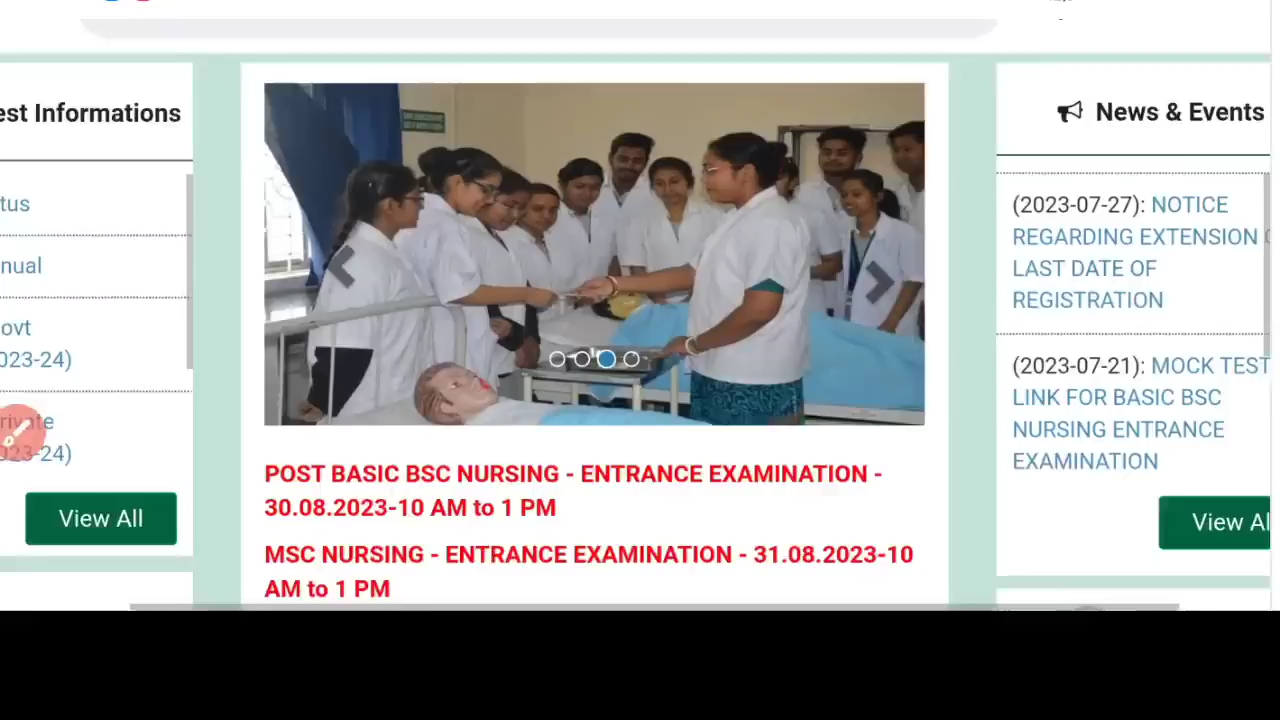 est Informations
tus
nual
ovt
023-24)
rivate
023-24)
View All
POST BASIC BSC NURSING - ENTRANCE EXAMINATION -
30.08.2023-10 AM to 1 PM
MSC NURSING - ENTRANCE EXAMINATION - 31.08.2023-10
AM to 1 PM
News & Events
(2023-07-27): NOTICE
REGARDING EXTENSION
LAST DATE OF
REGISTRATION
(2023-07-21): MOCK TEST
LINK FOR BASIC BSC
NURSING ENTRANCE
EXAMINATION
View Al